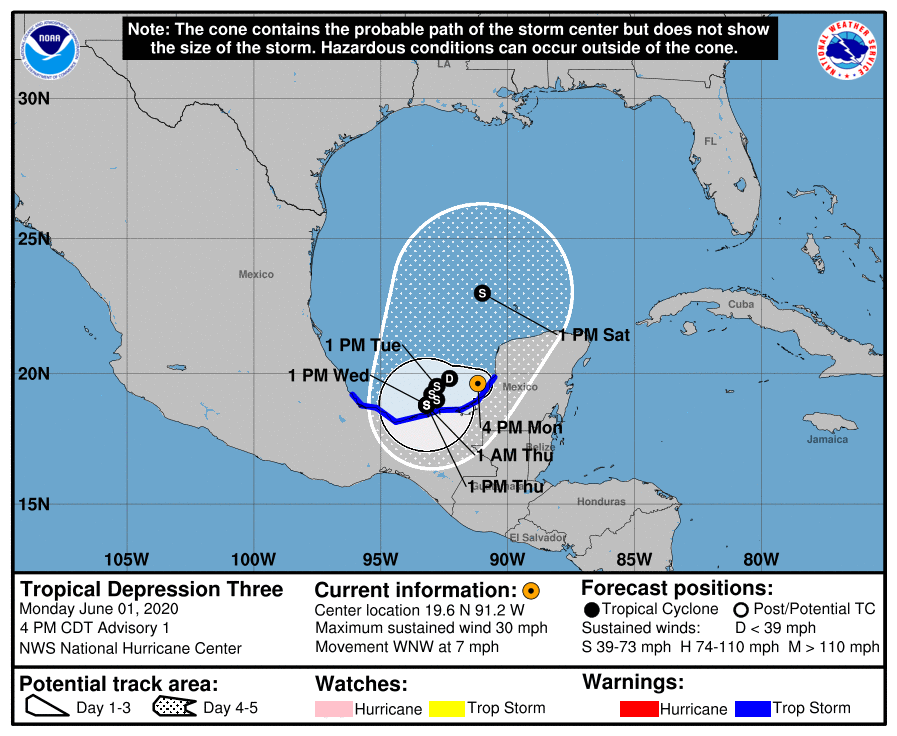 Note: The cone contains the probable path of the storm center but does not show
the size of the storm. Hazardous conditions can occur outside of the cone.
NOAA
NATIONAL WEATHER SERVICE
LA
30N
FL
25N
Mexico
S
Cuba
1 PM Sat
1 PM Tue
20N
1 PM Wed
D
S
S
S
S
Mexico
4 PM Mon
Jamaica
Belize
1 AM Thu
1 PM Thu
Guatemala
15N
Honduras
El Salvador
105W 100W 95W 90W 85W 80W
Tropical Depression Three
Monday June 01, 2020
4 PM CDT Advisory 1
NWS National Hurricane Center
Current information:
Center location 19.6 N 91.2 W
Maximum sustained wind 30 mph
Movement WNW at 7 mph
Forecast positions:
Tropical Cyclone Post/Potential TC
Sustained winds: D < 39 mph
S 39-73 mph H 74-110 mph M > 110 mph
Potential track area:
Day 1-3 Day 4-5
Watches:
Hurricane Trop Storm
Warnings:
Hurricane Trop Storm